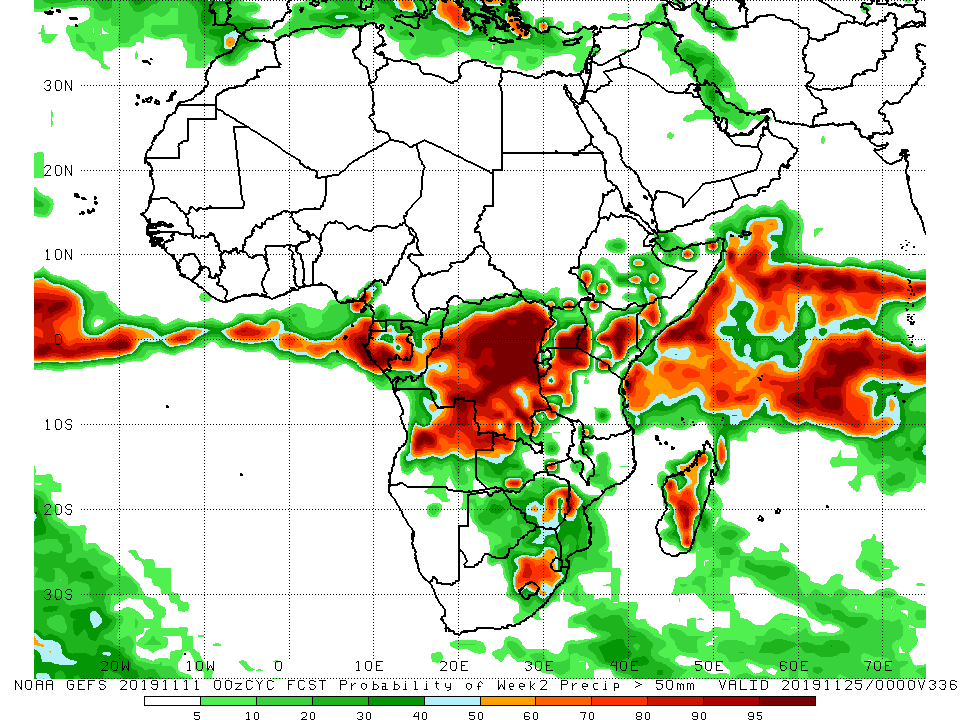 30N
20N
10N
0
10S
20S
30S
20W 10W 0 10E 20E 30E 40E 50E 60E 70E
NOAA GEFS 20191111 00zCYC FCST Probability of Week2 Precip > 50mm VALID 20191125/0000V336
5 10 20 30 40 50 60 70 80 90 95